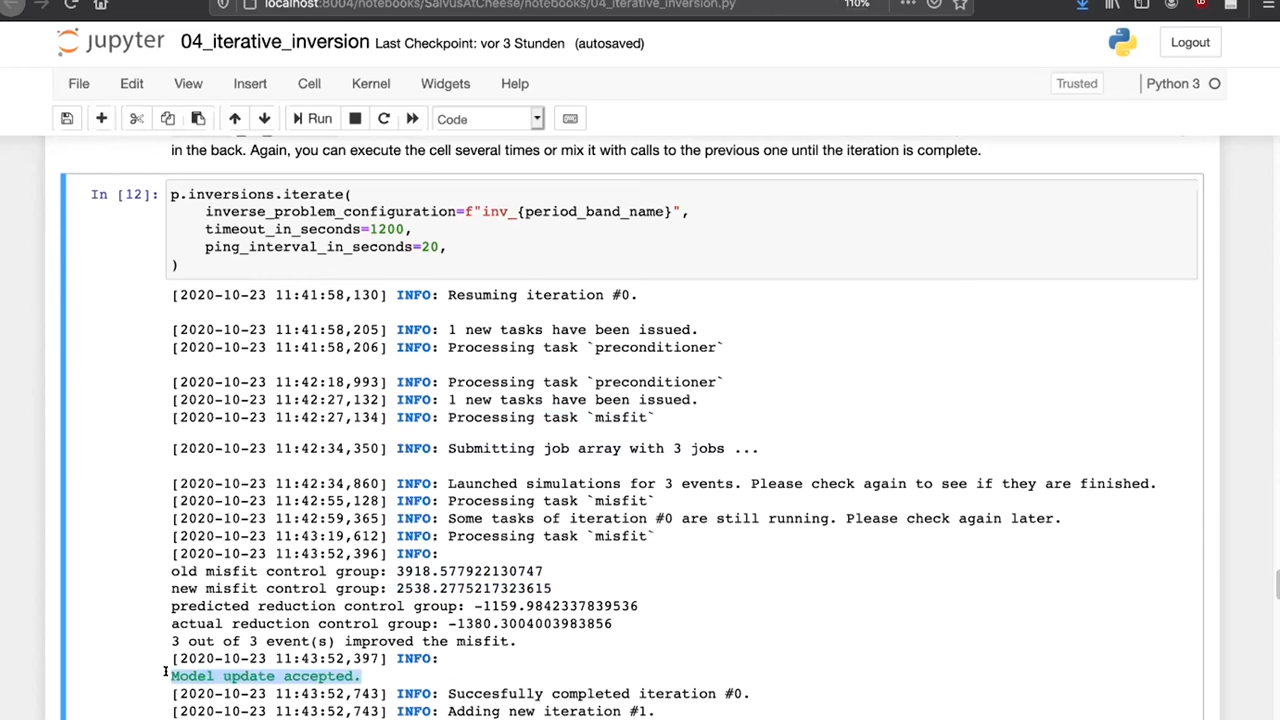 localhost:8004/notebooks/SalvusAtCheese/notebooks/04_iterative_inversion.py
110%
jupyter 04_iterative_inversion Last Checkpoint: vor 3 Stunden (autosaved)
Logout
File Edit View Insert Cell Kernel Widgets Help
Trusted
Python 3
Run
Code
in the back. Again, you can execute the cell several times or mix it with calls to the previous one until the iteration is complete.
In [12]: p.inversions.iterate(
inverse_problem_configuration=f"inv_{period_band_name}",
timeout_in_seconds=1200,
ping_interval_in_seconds=20,
)
[2020-10-23 11:41:58,130] INFO: Resuming iteration #0.
[2020-10-23 11:41:58,205] INFO: 1 new tasks have been issued.
[2020-10-23 11:41:58,206] INFO: Processing task `preconditioner`
[2020-10-23 11:42:18,993] INFO: Processing task `preconditioner`
[2020-10-23 11:42:27,132] INFO: 1 new tasks have been issued.
[2020-10-23 11:42:27,134] INFO: Processing task `misfit`
[2020-10-23 11:42:34,350] INFO: Submitting job array with 3 jobs ...
[2020-10-23 11:42:34,860] INFO: Launched simulations for 3 events. Please check again to see if they are finished.
[2020-10-23 11:42:55,128] INFO: Processing task `misfit`
[2020-10-23 11:42:59,365] INFO: Some tasks of iteration #0 are still running. Please check again later.
[2020-10-23 11:43:19,612] INFO: Processing task `misfit`
[2020-10-23 11:43:52,396] INFO:
old misfit control group: 3918.577922130747
new misfit control group: 2538.2775217323615
predicted reduction control group: -1159.9842337839536
actual reduction control group: -1380.3004003983856
3 out of 3 event(s) improved the misfit.
[2020-10-23 11:43:52,397] INFO:
Model update accepted.
[2020-10-23 11:43:52,743] INFO: Succesfully completed iteration #0.
[2020-10-23 11:43:52,743] INFO: Adding new iteration #1.